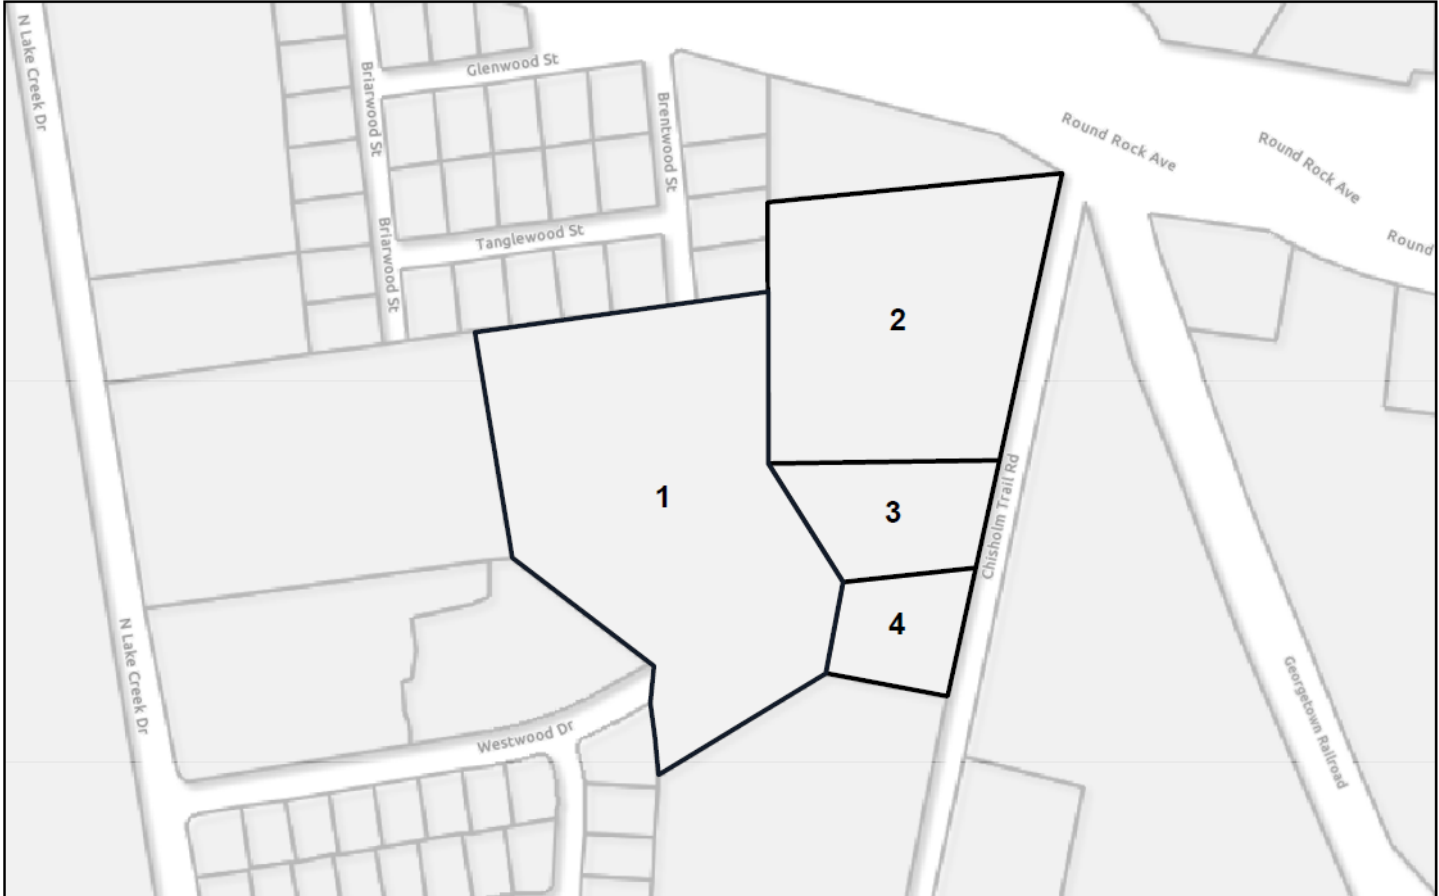 N Lake Creek Dr
Glenwood St
Briarwood St
Brentwood St
Round Rock Ave
Round Rock Ave
Round
Tanglewood St
Briarwood St
2
1
3
Chisholm Trail Rd
4
N Lake Creek Dr
Westwood Dr
Georgetown Railroad